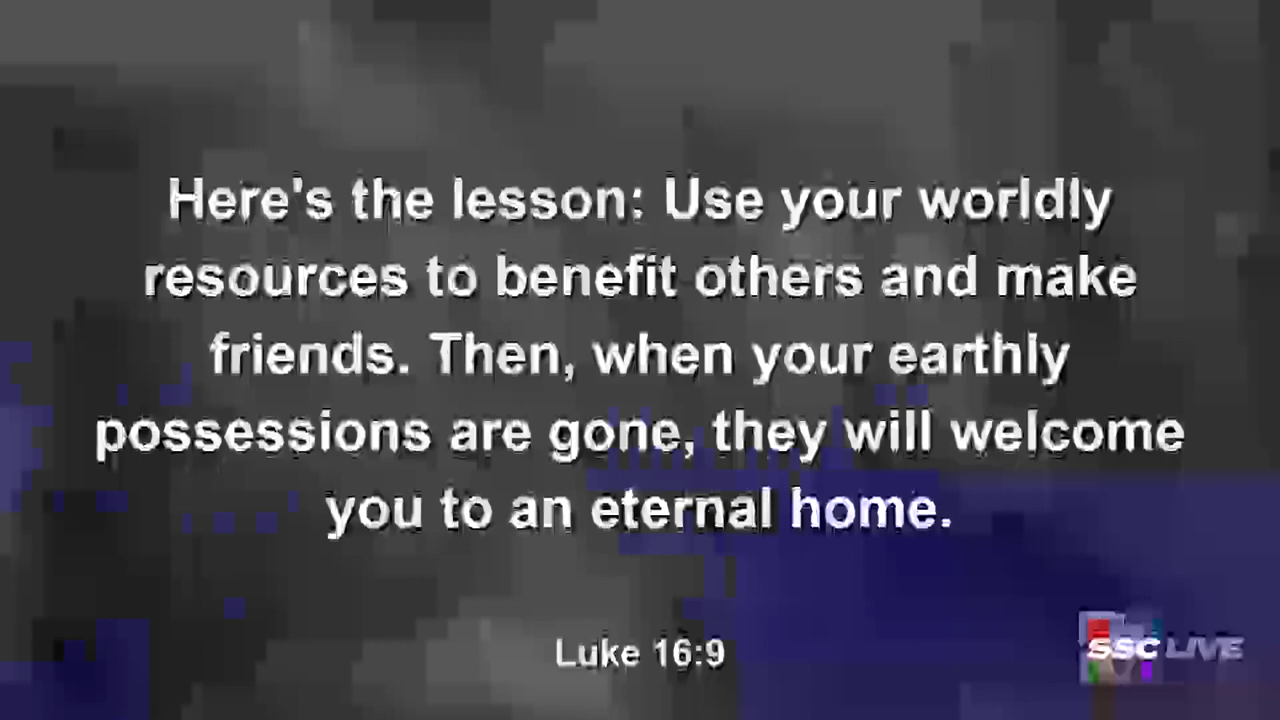 Here's the lesson: Use your worldly
resources to benefit others and make
friends. Then, when your earthly
possessions are gone, they will welcome
you to an eternal home.
Luke 16:9
SSC LIVE